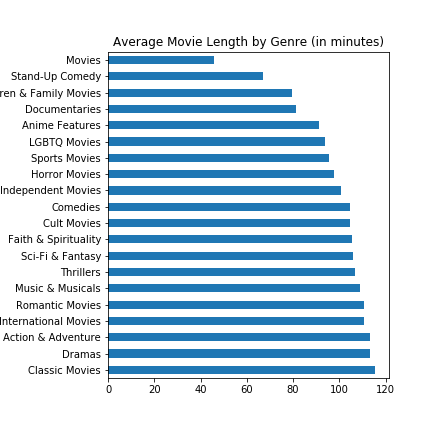 Average Movie Length by Genre (in minutes)
Movies
Stand-Up Comedy
ren & Family Movies
Documentaries
Anime Features
LGBTQ Movies
Sports Movies
Horror Movies
Independent Movies
Comedies
Cult Movies
Faith & Spirituality
Sci-Fi & Fantasy
Thrillers
Music & Musicals
Romantic Movies
International Movies
Action & Adventure
Dramas
Classic Movies
0 20 40 60 80 100 120